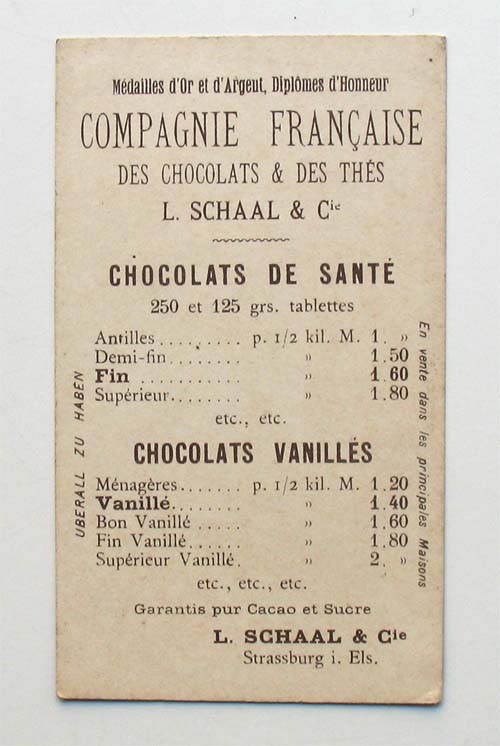 Médailles d'Or et d'Argent, Diplômes d'Honneur
COMPAGNIE FRANÇAISE
DES CHOCOLATS & DES THÉS
L. SCHAAL & Cie
CHOCOLATS DE SANTÉ
250 et 125 grs. tablettes
Antilles ......... p. 1/2 kil. M. 1. »
Demi-fin........ » 1.50
Fin ........... » 1.60
Supérieur....... » 1.80
etc., etc.
CHOCOLATS VANILLÉS
Ménagères....... p. 1/2 kil. M. 1.20
Vanillé....... » 1.40
Bon Vanillé ..... » 1.60
Fin Vanillé...... » 1.80
Supérieur Vanillé. » 2. »
etc., etc., etc.
Garantis pur Cacao et Sucre
L. SCHAAL & Cie
Strassburg i. Els.
UBERALL ZU HABEN
En vente dans les principales Maisons